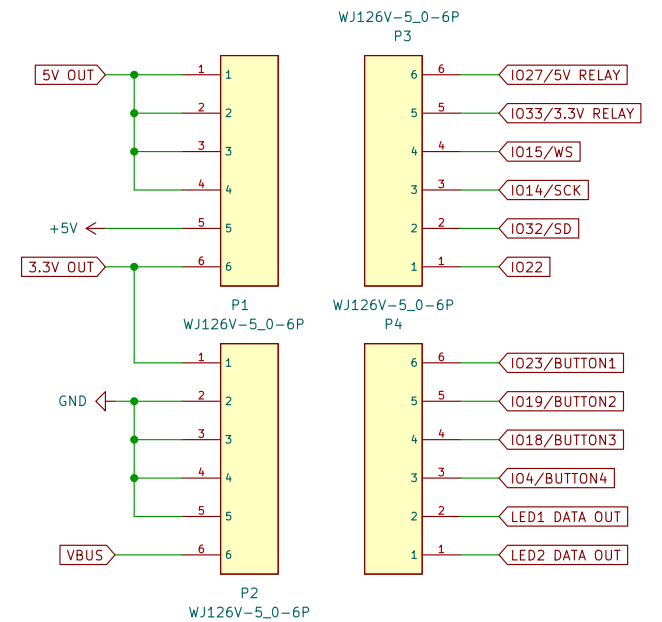 WJ126V-5_0-6P
P3
5V OUT 1 1
2 2
3 3
4 4
+5V 5 5
3.3V OUT 6 6
6 6 IO27/5V RELAY
5 5 IO33/3.3V RELAY
4 4 IO15/WS
3 3 IO14/SCK
2 2 IO32/SD
1 1 IO22
P1
WJ126V-5_0-6P
WJ126V-5_0-6P
P4
1 1
GND 2 2
3 3
4 4
5 5
VBUS 6 6
6 6 IO23/BUTTON1
5 5 IO19/BUTTON2
4 4 IO18/BUTTON3
3 3 IO4/BUTTON4
2 2 LED1 DATA OUT
1 1 LED2 DATA OUT
P2
WJ126V-5_0-6P